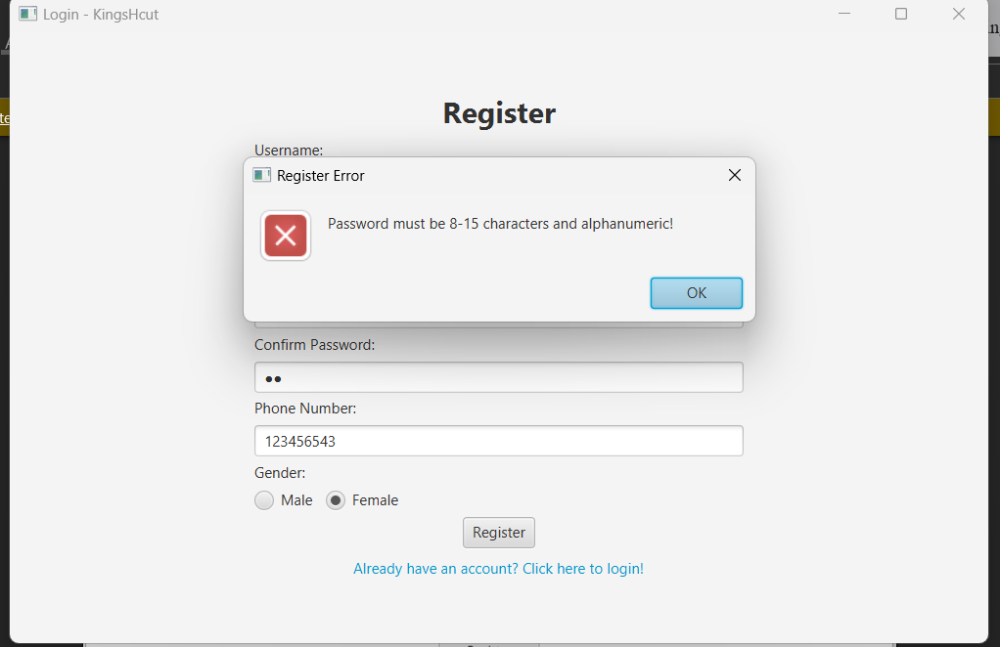 Login - KingsHcut
Register
Username:
Register Error
Password must be 8-15 characters and alphanumeric!
OK
Confirm Password:
Phone Number:
123456543
Gender:
Male Female
Register
Already have an account? Click here to login!